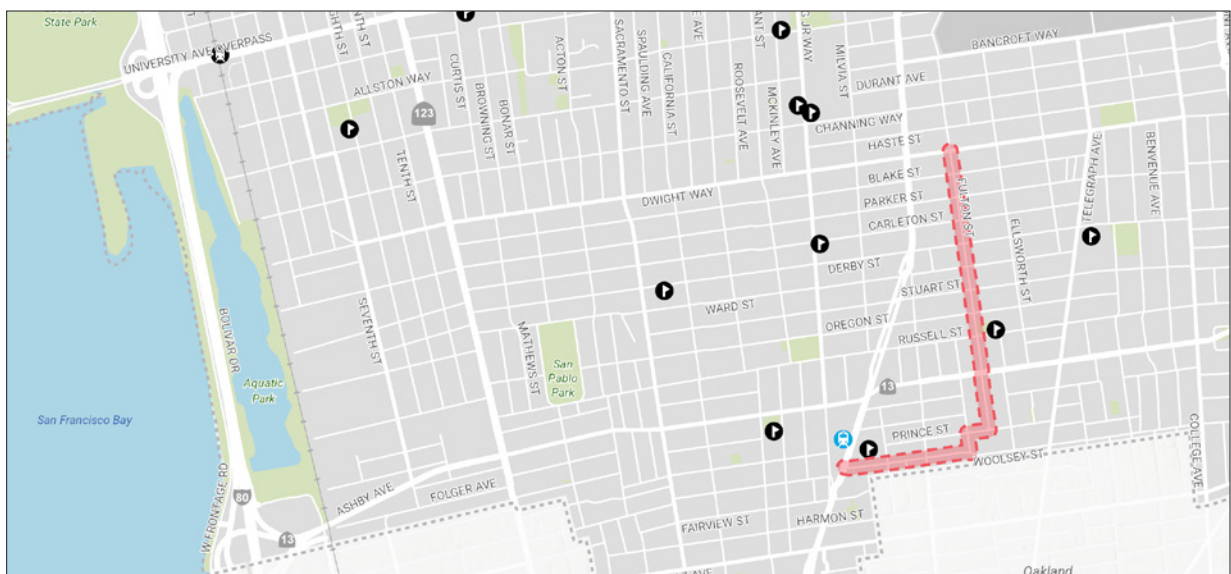 State Park
UNIVERSITY AVE OVERPASS
ALLSTON WAY
CURTIS ST
BROWNING ST
BONAR ST
ACTON ST
SACRAMENTO ST
SPAULDING AVE
CALIFORNIA ST
ROOSEVELT AVE
MCKINLEY AVE
JR WAY
MILVIA ST
BANCROFT WAY
DURANT AVE
CHANNING WAY
HASTE ST
123
TENTH ST
DWIGHT WAY
BLAKE ST
PARKER ST
CARLETON ST
FULTON ST
ELLSWORTH ST
TELEGRAPH AVE
BENVENUE AVE
DERBY ST
STUART ST
WARD ST
OREGON ST
RUSSELL ST
SEVENTH ST
MATHEWS ST
San
Pablo
Park
BOLIVAR DR
Aquatic
Park
San Francisco Bay
13
PRINCE ST
WOOLSEY ST
COLLEGE AVE
W FRONTAGE RD
80
ASHBY AVE
FOLGER AVE
13
FAIRVIEW ST
HARMON ST
Oakland